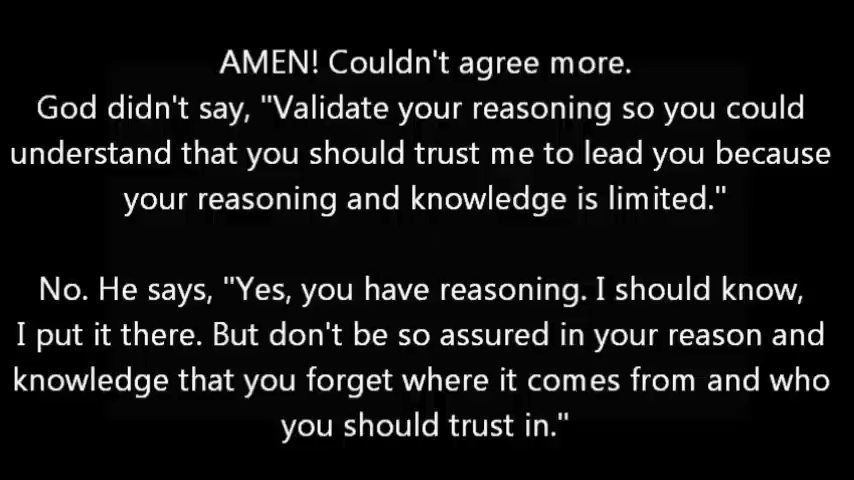 AMEN! Couldn't agree more.
God didn't say, "Validate your reasoning so you could
understand that you should trust me to lead you because
your reasoning and knowledge is limited."
No. He says, "Yes, you have reasoning. I should know,
I put it there. But don't be so assured in your reason and
knowledge that you forget where it comes from and who
you should trust in."